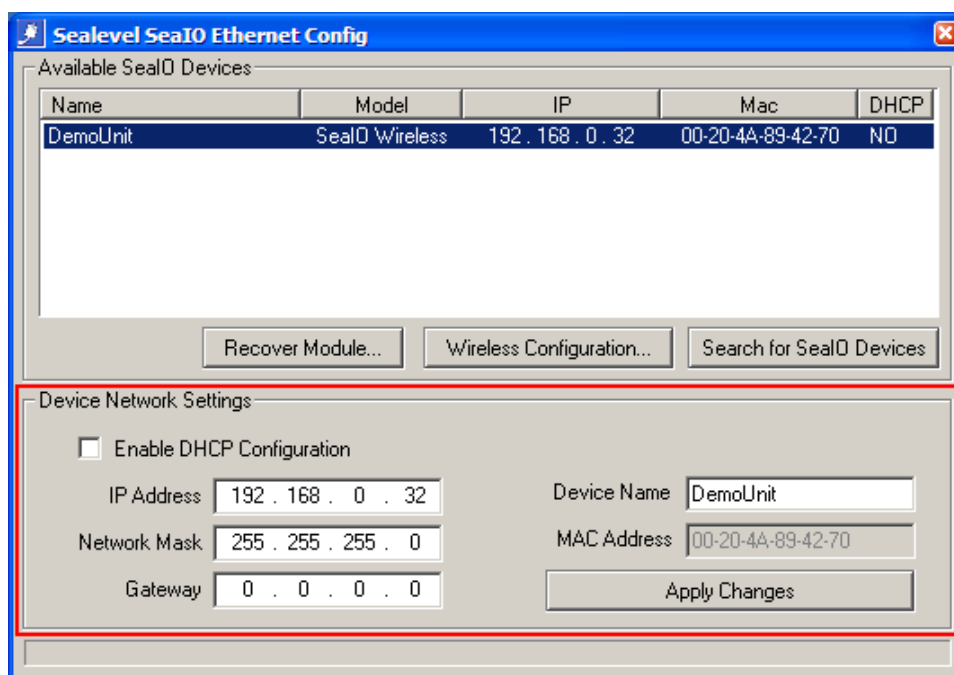 Sealevel SeaIO Ethernet Config
Available SeaIO Devices
Name Model IP Mac DHCP
DemoUnit SeaIO Wireless 192 . 168 . 0 . 32 00-20-4A-89-42-70 NO
Recover Module... Wireless Configuration... Search for SeaIO Devices
Device Network Settings
Enable DHCP Configuration
IP Address 192 . 168 . 0 . 32 Device Name DemoUnit
Network Mask 255 . 255 . 255 . 0 MAC Address 00-20-4A-89-42-70
Gateway 0 . 0 . 0 . 0 Apply Changes